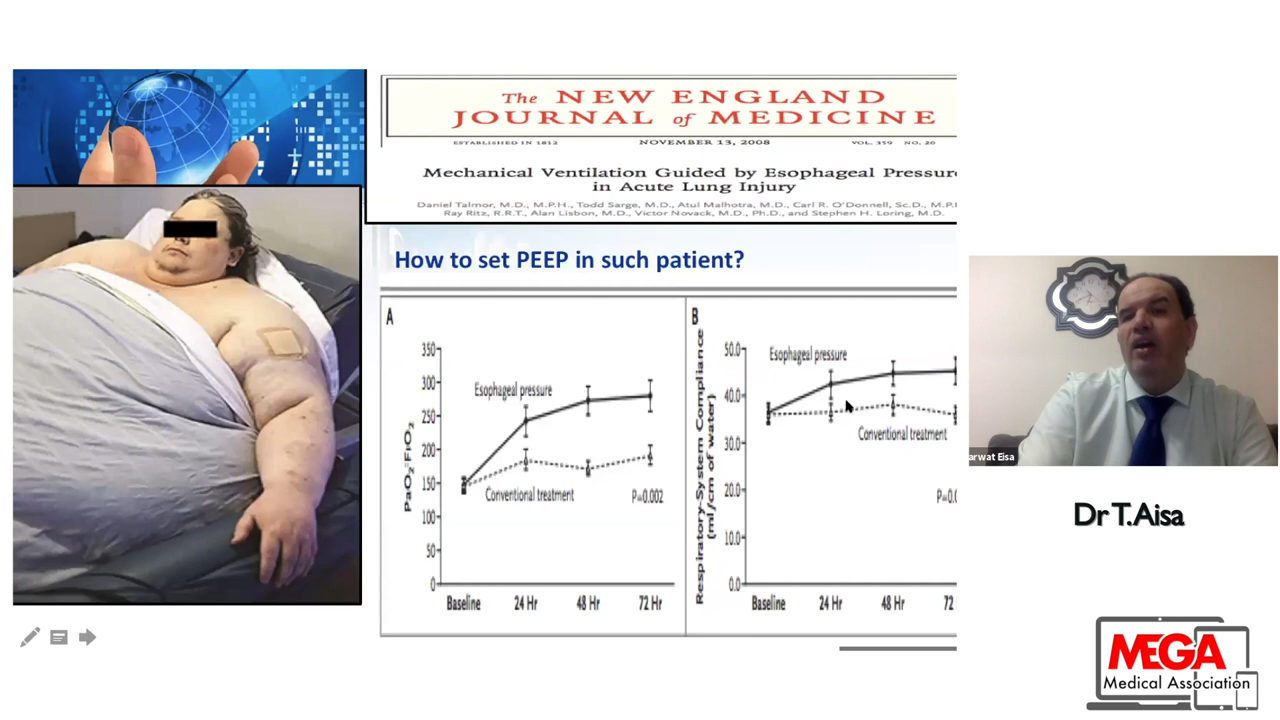 The NEW ENGLAND
JOURNAL of MEDICINE
ESTABLISHED IN 1812
NOVEMBER 13, 2008
VOL. 359 NO. 20
Mechanical Ventilation Guided by Esophageal Pressure
in Acute Lung Injury
Daniel Talmor, M.D., M.P.H., Todd Sarge, M.D., Atul Malhotra, M.D., Carl R. O'Donnell, Sc.D., M.P.H
Ray Ritz, R.R.T., Alan Lisbon, M.D., Victor Novack, M.D., Ph.D., and Stephen H. Loring, M.D.
How to set PEEP in such patient?
A
PaO2:FiO2
350
300
250
200
150
100
50
0
Esophageal pressure
Conventional treatment
P=0.002
Baseline
24 Hr
48 Hr
72 Hr
B
Respiratory-System Compliance
(ml/cm of water)
50.0
40.0
30.0
20.0
10.0
0.0
Esophageal pressure
Conventional treatment
P=0.0
Baseline
24 Hr
48 Hr
72
arwat Eisa
Dr T.Aisa
MEGA
Medical Association